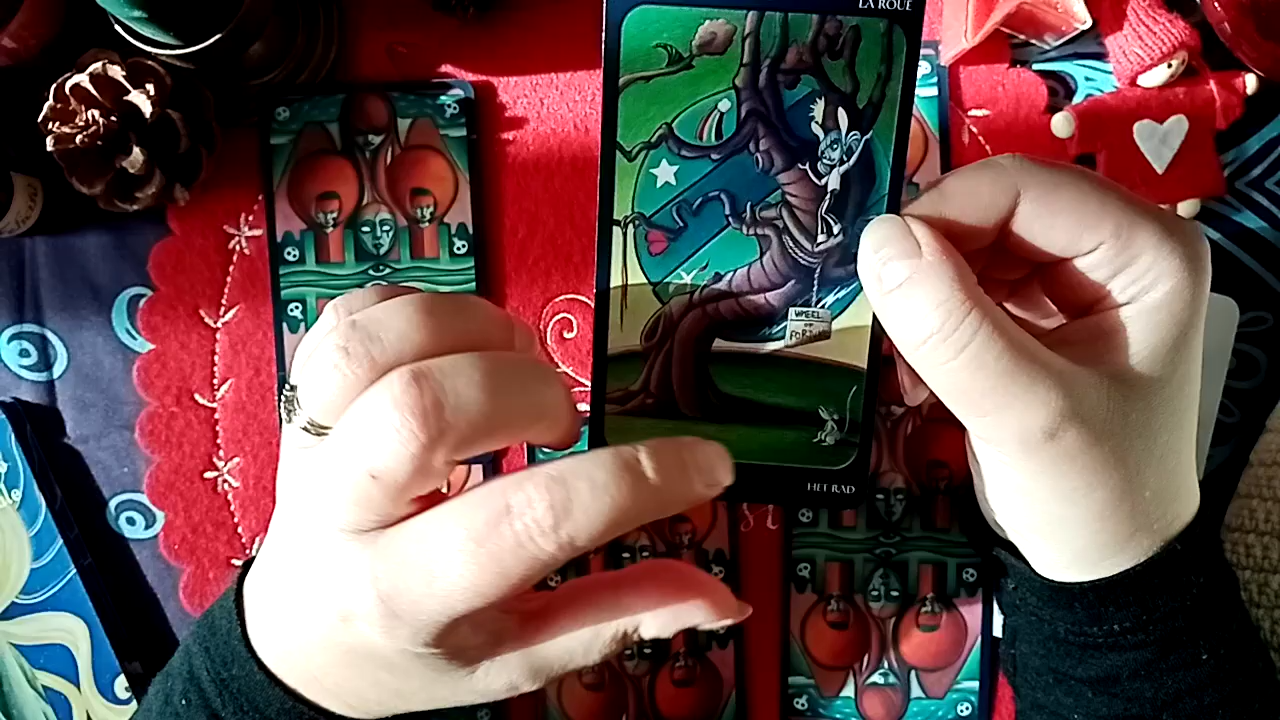 LA ROUE
WHEEL
OF
FORTUNE
HET RAD